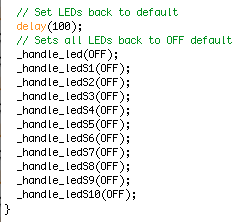 // Set LEDs back to default
delay(100);
// Sets all LEDs back to OFF default
_handle_led(OFF);
_handle_ledS1(OFF);
_handle_ledS2(OFF);
_handle_ledS3(OFF);
_handle_ledS4(OFF);
_handle_ledS5(OFF);
_handle_ledS6(OFF);
_handle_ledS7(OFF);
_handle_ledS8(OFF);
_handle_ledS9(OFF);
_handle_ledS10(OFF);
}